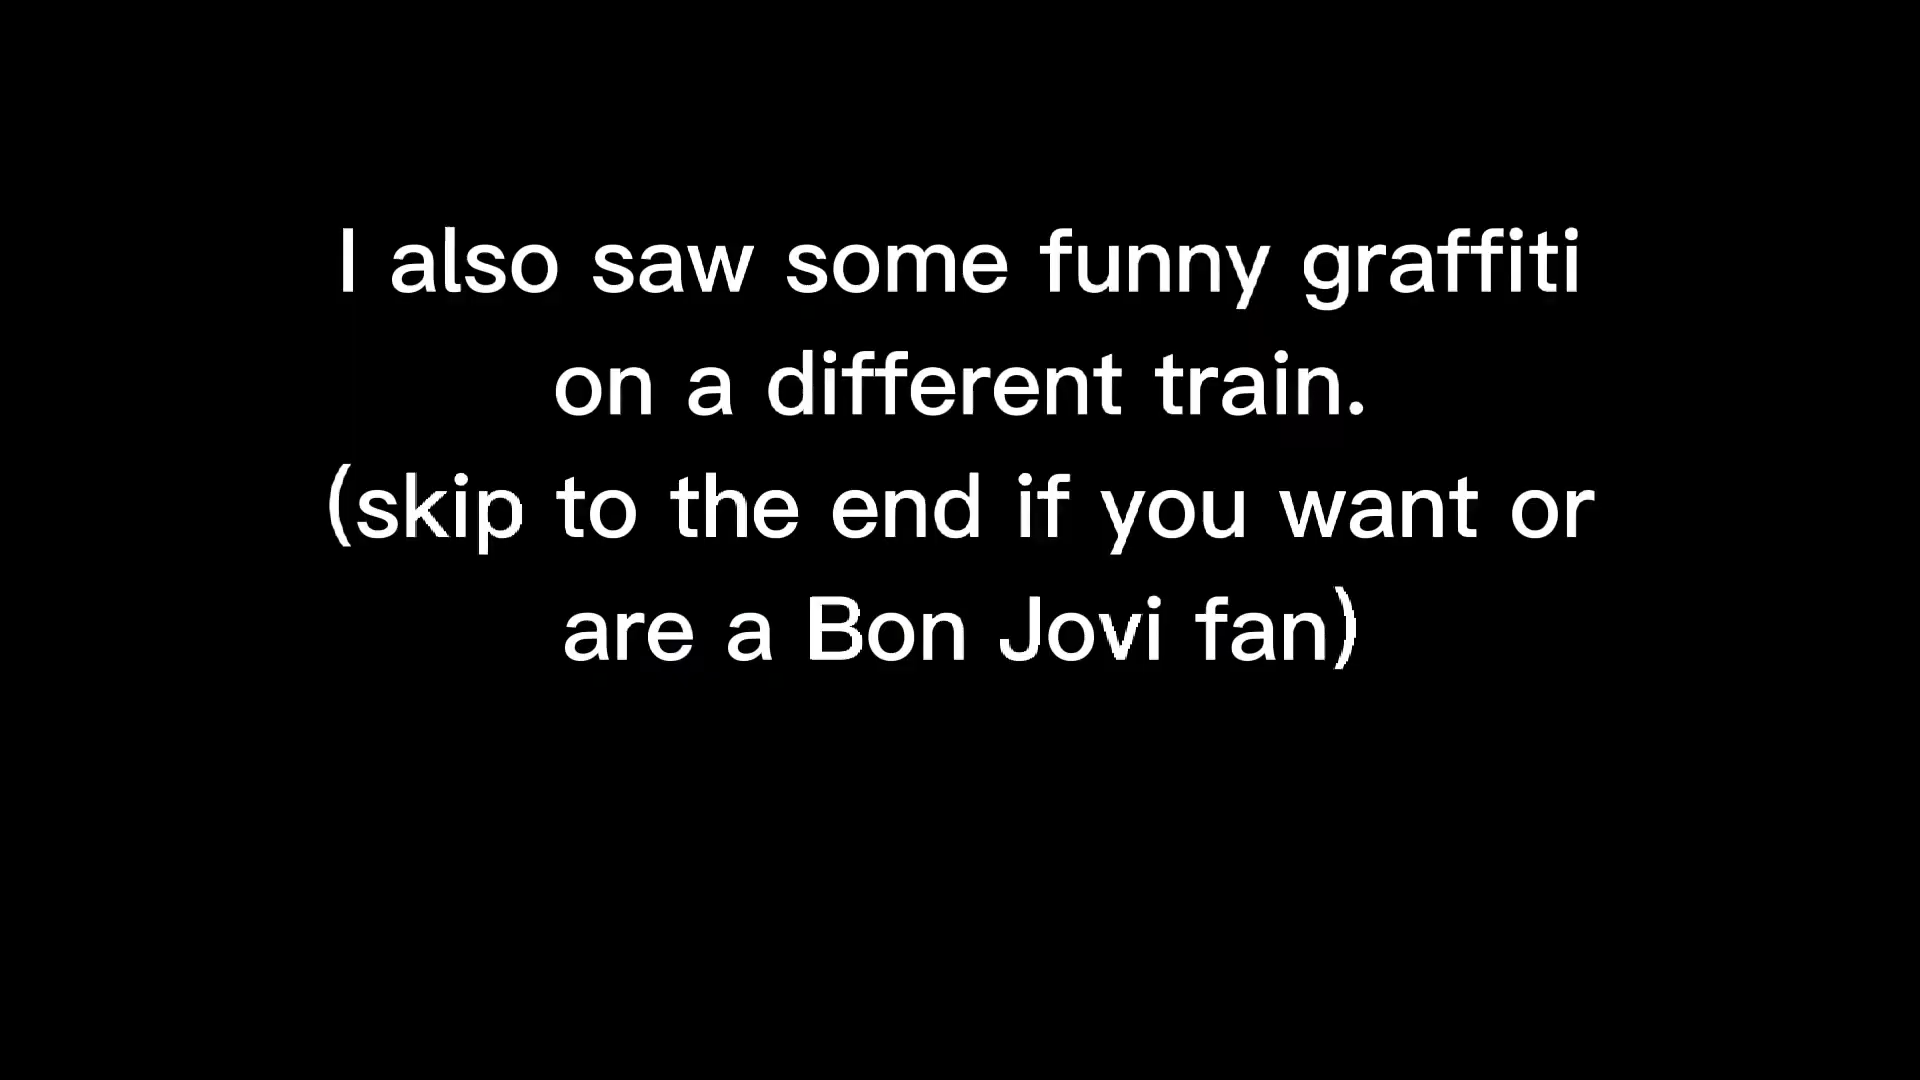 I also saw some funny graffiti
on a different train.
(skip to the end if you want or
are a Bon Jovi fan)